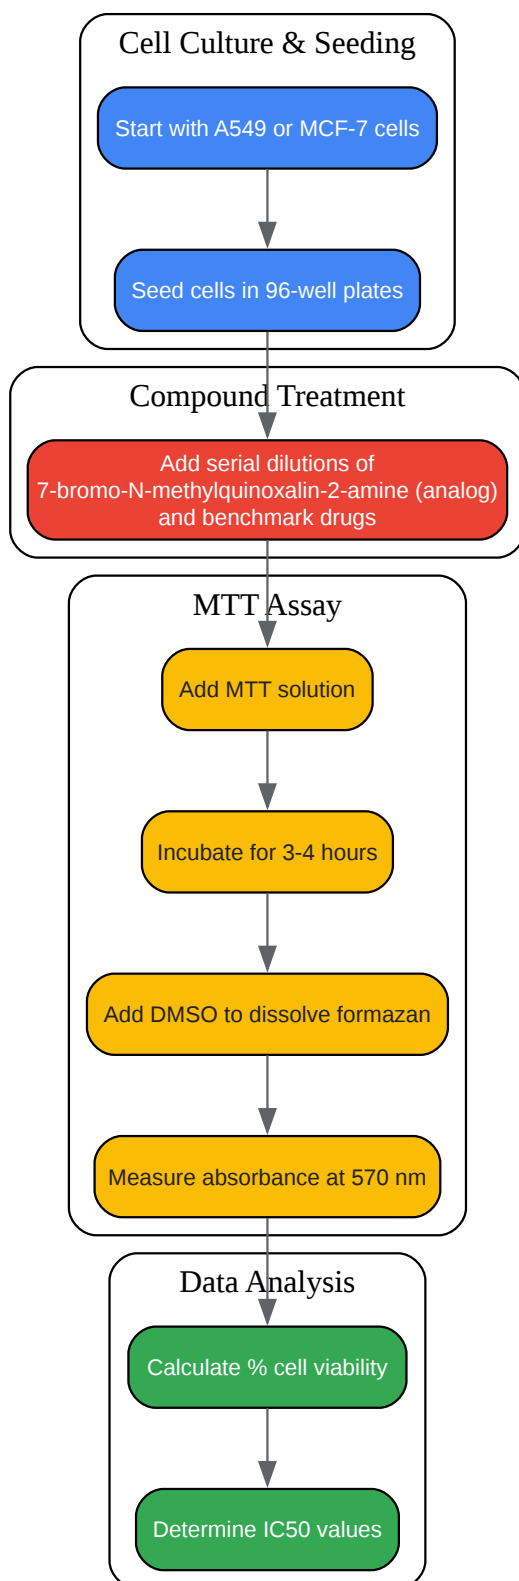 Cell Culture & Seeding
Start with A549 or MCF-7 cells
Seed cells in 96-well plates
Compound Treatment
Add serial dilutions of
7-bromo-N-methylquinoxalin-2-amine (analog)
and benchmark drugs
MTT Assay
Add MTT solution
Incubate for 3-4 hours
Add DMSO to dissolve formazan
Measure absorbance at 570 nm
Data Analysis
Calculate % cell viability
Determine IC50 values